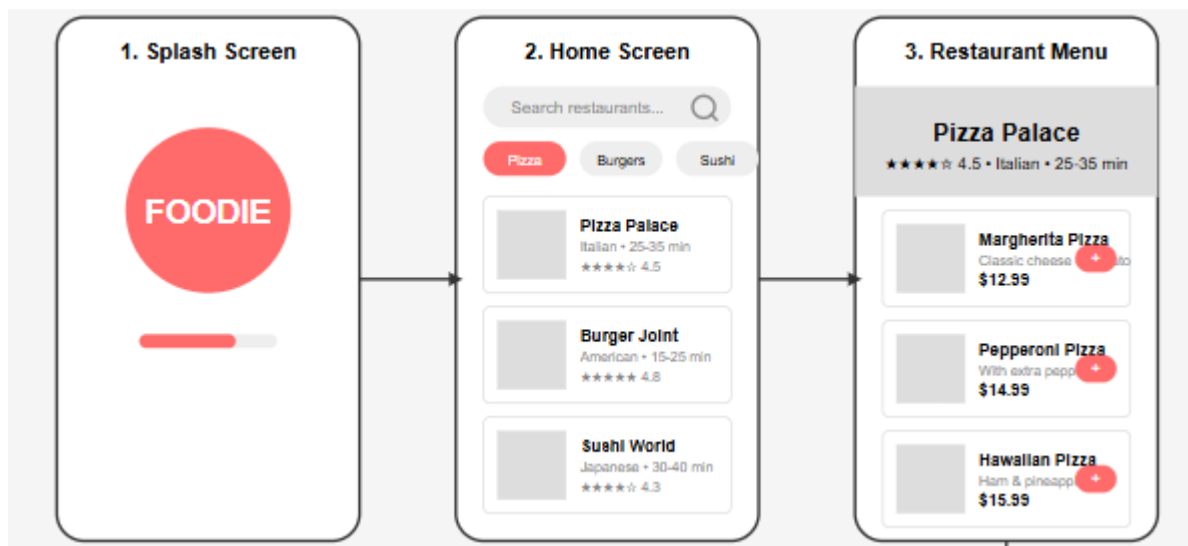 1. Splash Screen
FOODIE
2. Home Screen
Search restaurants...
Pizza Burgers Sushi
Pizza Palace
Italian • 25-35 min
★★★★☆ 4.5
Burger Joint
American • 15-25 min
★★★★★ 4.8
Sushi World
Japanese • 30-40 min
★★★★☆ 4.3
3. Restaurant Menu
Pizza Palace
★★★★☆ 4.5 • Italian • 25-35 min
Margherita Pizza
Classic cheese
+
$12.99
Pepperoni Pizza
With extra
+
$14.99
Hawaiian Pizza
Ham &
+
$15.99